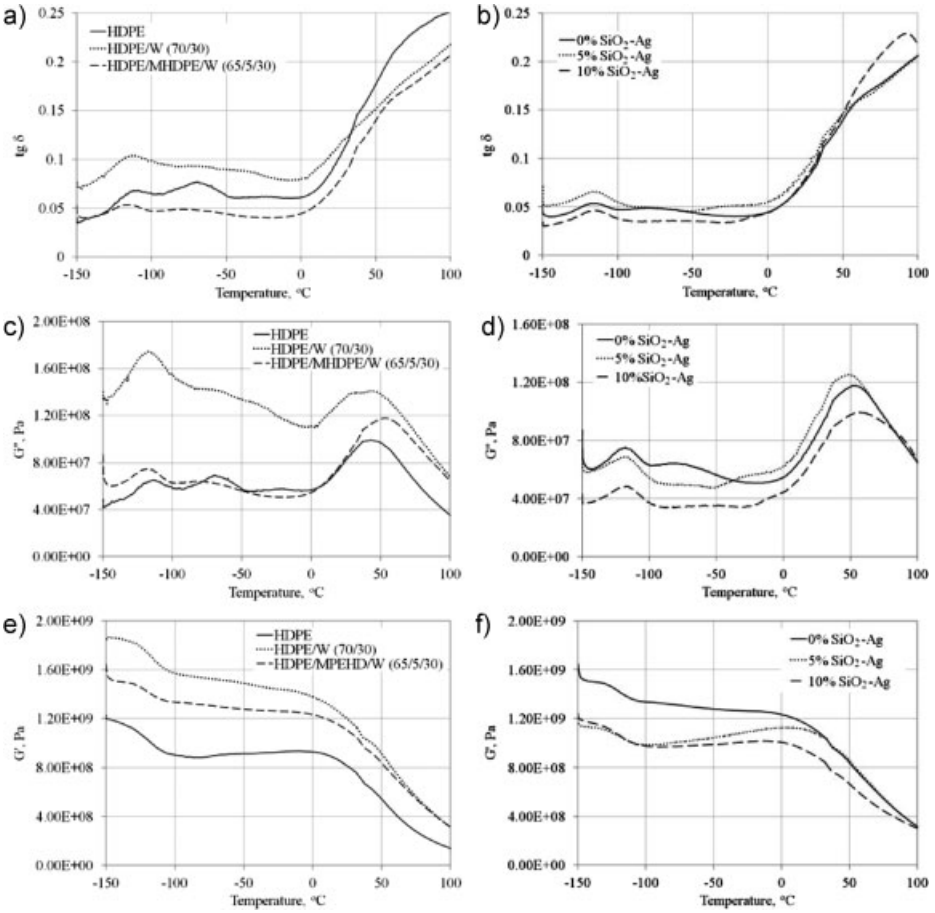 a)
0.25
0.2
0.15
0.1
0.05
0
-150
-100
-50
0
50
100
tg δ
Temperature, °C
HDPE
HDPE/W (70/30)
HDPE/MHDPE/W (65/5/30)
b)
0.25
0.2
0.15
0.1
0.05
0
-150
-100
-50
0
50
100
tg δ
Temperature, °C
0% SiO₂-Ag
5% SiO₂-Ag
10% SiO₂-Ag
c)
2.00E+08
1.60E+08
1.20E+08
8.00E+07
4.00E+07
0.00E+00
-150
-100
-50
0
50
100
G", Pa
Temperature, °C
HDPE
HDPE/W (70/30)
HDPE/MHDPE/W (65/5/30)
d)
1.60E+08
1.20E+08
8.00E+07
4.00E+07
0.00E+00
-150
-100
-50
0
50
100
G", Pa
Temperature, °C
0% SiO₂-Ag
5% SiO₂-Ag
10%SiO₂-Ag
e)
2.00E+09
1.60E+09
1.20E+09
8.00E+08
4.00E+08
0.00E+00
-150
-100
-50
0
50
100
G', Pa
Temperature, °C
HDPE
HDPE/W (70/30)
HDPE/MPEHD/W (65/5/30)
f)
2.00E+09
1.60E+09
1.20E+09
8.00E+08
4.00E+08
0.00E+00
-150
-100
-50
0
50
100
G', Pa
Temperature, °C
0% SiO₂-Ag
5% SiO₂-Ag
10% SiO₂-Ag